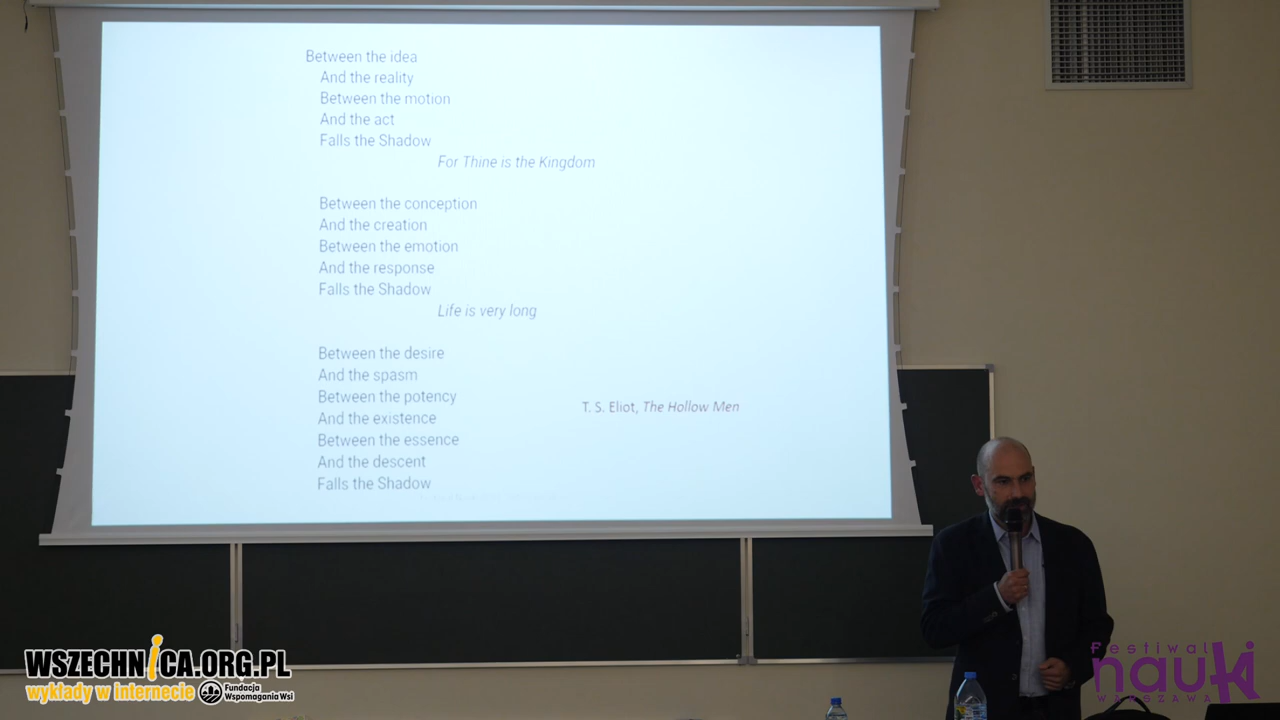 Between the idea
And the reality
Between the motion
And the act
Falls the Shadow
For Thine is the Kingdom
Between the conception
And the creation
Between the emotion
And the response
Falls the Shadow
Life is very long
Between the desire
And the spasm
Between the potency
And the existence
Between the essence
And the descent
Falls the Shadow
T. S. Eliot, The Hollow Men
WSZECHNICA.ORG.PL
wykłady w internecie
Fundacja
Wspomagania Wsi
Festiwal
nauki
WARSZAWA